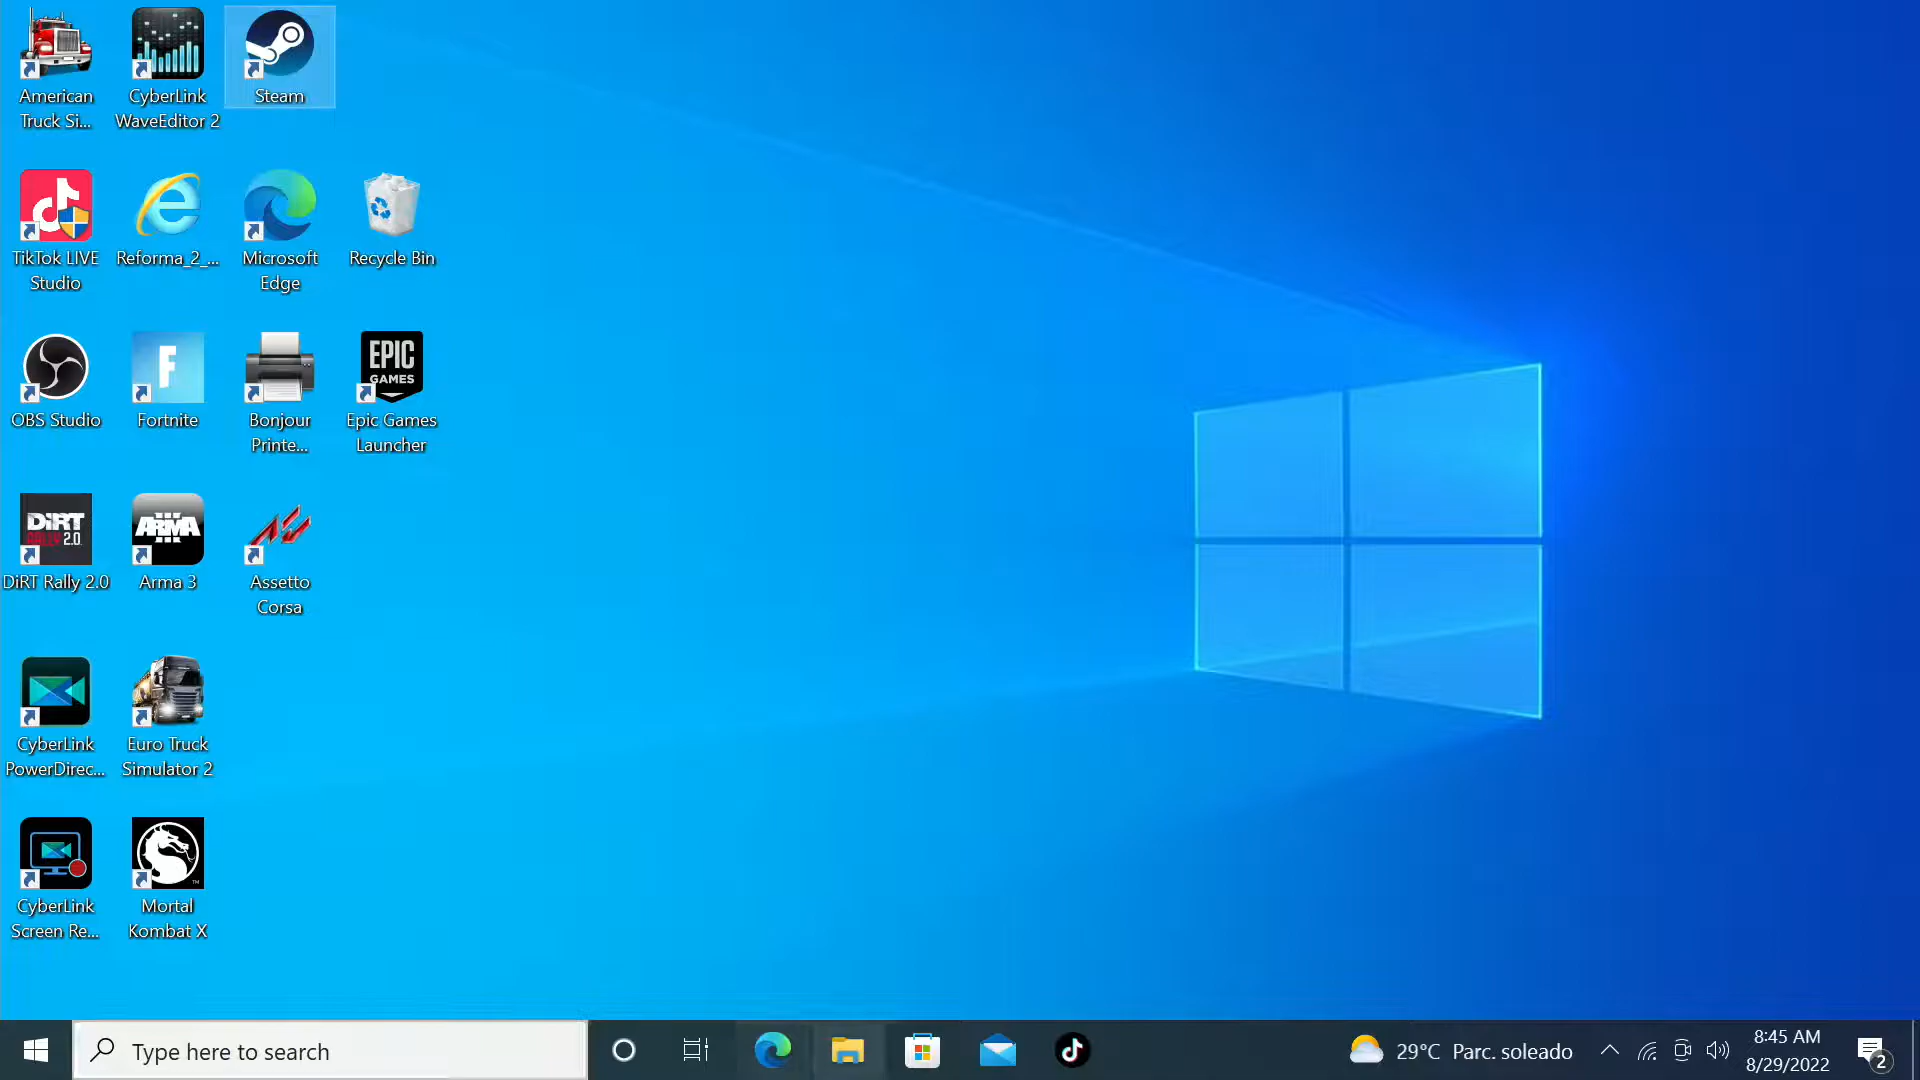 American
Truck Si...
CyberLink
WaveEditor 2
Steam
TikTok LIVE
Studio
Reforma_2_...
Microsoft
Edge
Recycle Bin
OBS Studio
F
Fortnite
Bonjour
Printe...
EPIC
GAMES
Epic Games
Launcher
DiRT
RALLY 2.0
DiRT Rally 2.0
ARMA
III
Arma 3
Assetto
Corsa
CyberLink
PowerDirec...
Euro Truck
Simulator 2
CyberLink
Screen Re...
TM
Mortal
Kombat X
Type here to search
29°C Parc. soleado
8:45 AM
8/29/2022
2